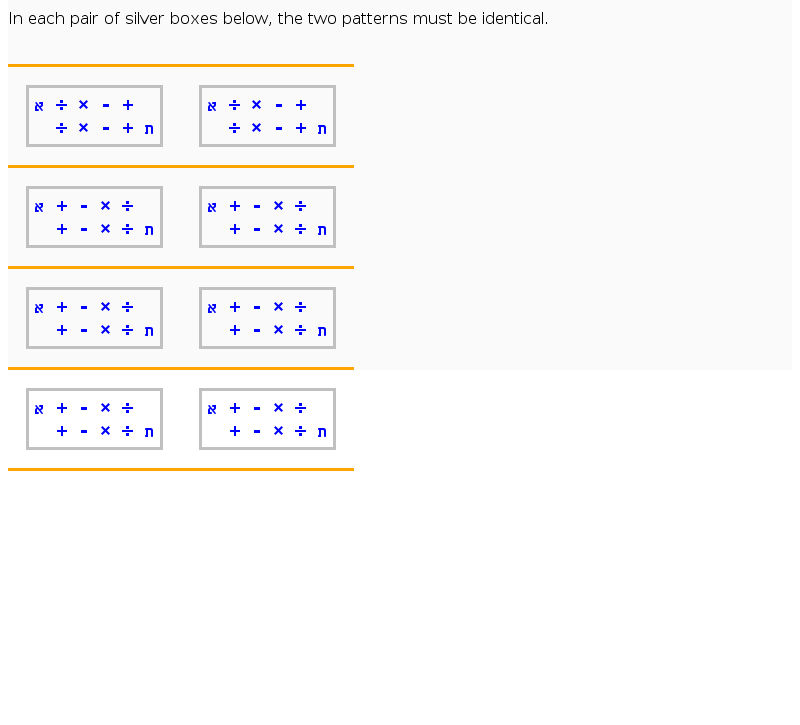 In each pair of silver boxes below, the two patterns must be identical.
א ÷ × - + א ÷ × - +
÷ × - + ת ÷ × - + ת
א + - × ÷ א + - × ÷
+ - × ÷ ת + - × ÷ ת
א + - × ÷ א + - × ÷
+ - × ÷ ת + - × ÷ ת
א + - × ÷ א + - × ÷
+ - × ÷ ת + - × ÷ ת